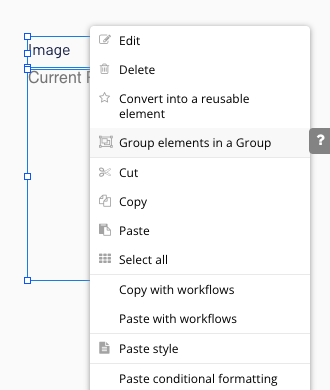 Image
Edit
Current
Delete
Convert into a reusable
element
Group elements in a Group
?
Cut
Copy
Paste
Select all
Copy with workflows
Paste with workflows
Paste style
Paste conditional formatting